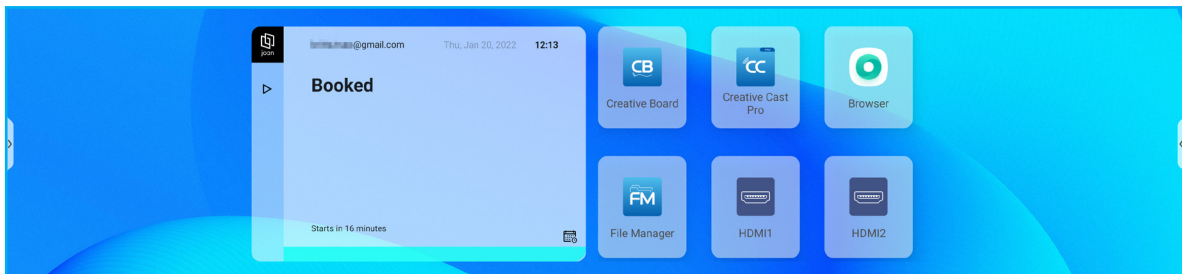 joan
@gmail.com
Thu, Jan 20, 2022
12:13
Booked
Starts in 16 minutes
CB
Creative Board
CC
Creative Cast
Pro
Browser
FM
File Manager
HDMI1
HDMI2